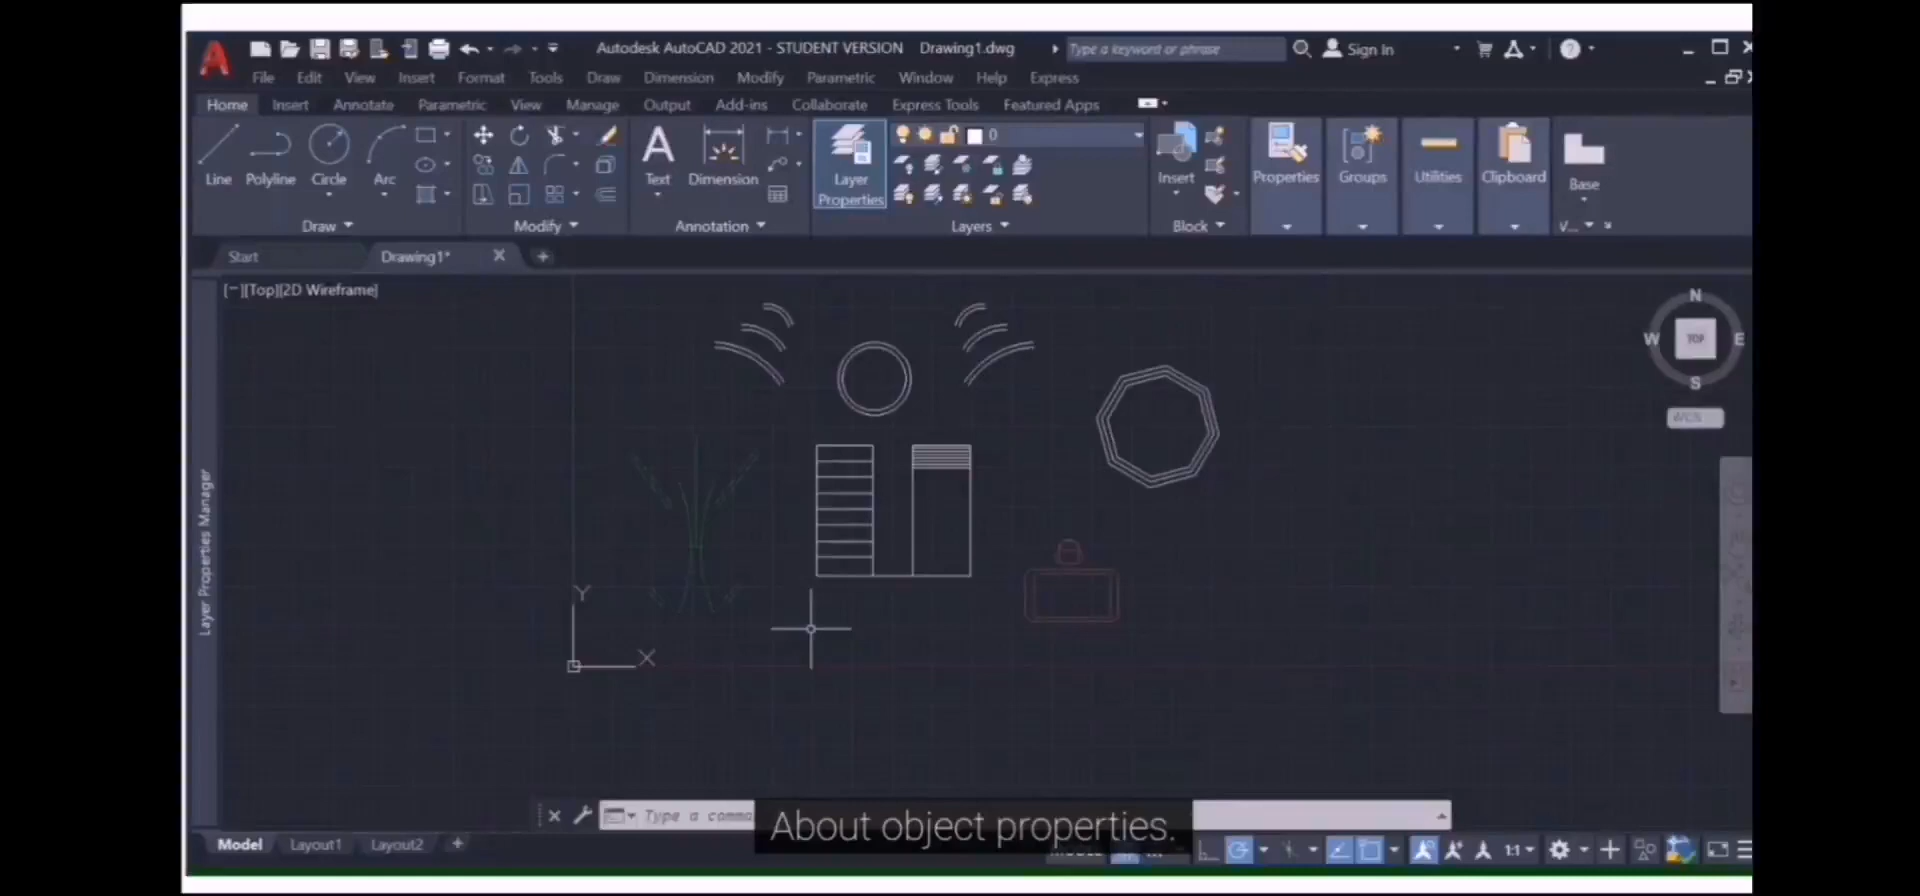 Autodesk AutoCAD 2021 - STUDENT VERSION Drawing1.dwg Type a keyword or phrase Sign In
File Edit View Insert Format Tools Draw Dimension Modify Parametric Window Help Express
Home Insert Annotate Parametric View Manage Output Add-ins Collaborate Express Tools Featured Apps
0
Line Polyline Circle Arc Text Dimension Layer Properties Insert Properties Groups Utilities Clipboard Base
Draw Modify Annotation Layers Block V...
Start Drawing1*
[−][Top][2D Wireframe]
N
W TOP E
S
WCS
Layer Properties Manager
Y
X
Type a comma
About object properties.
Model Layout1 Layout2
1:1